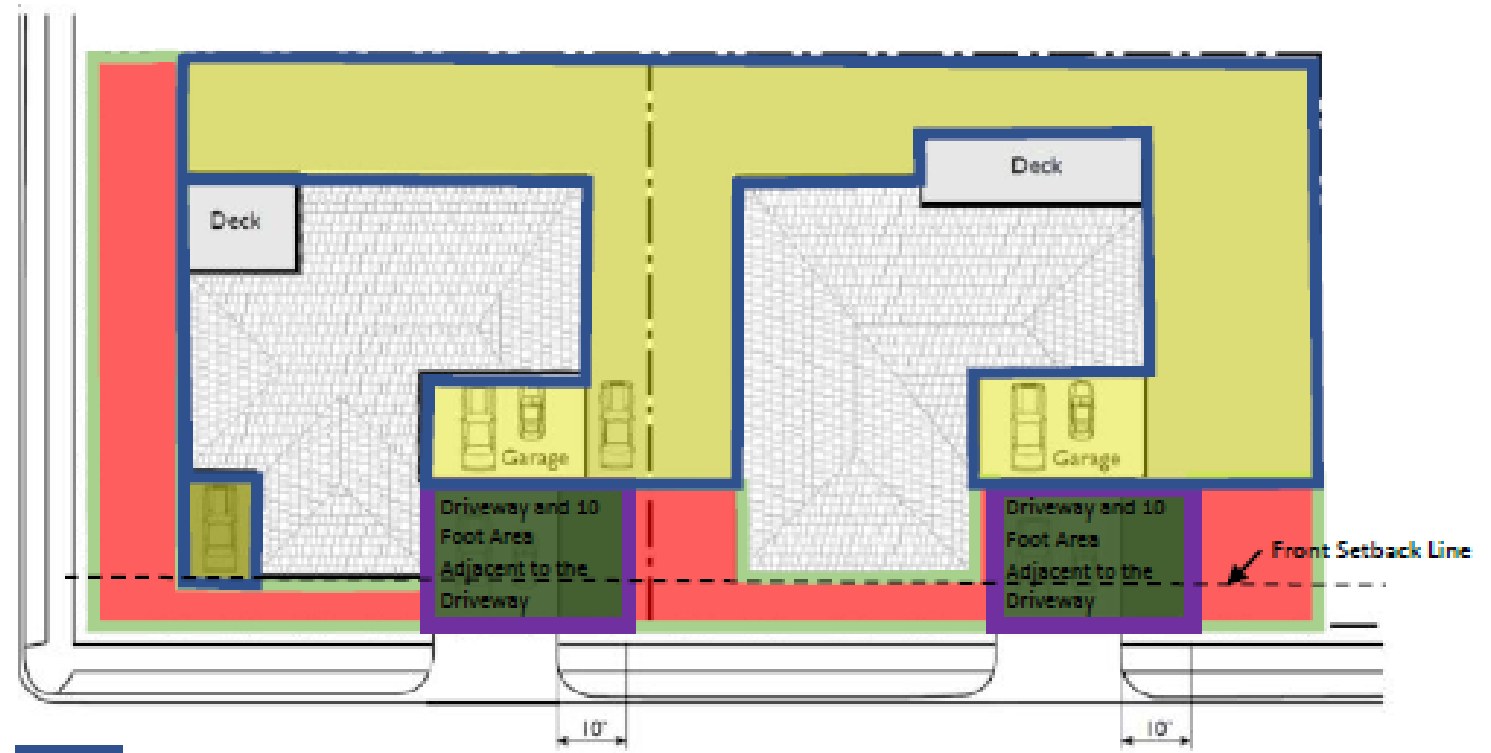 Deck
Deck
Garage
Garage
Driveway and 10
Foot Area
Adjacent to the
Driveway
Driveway and 10
Foot Area
Adjacent to the
Driveway
Front Setback Line
10'
10'